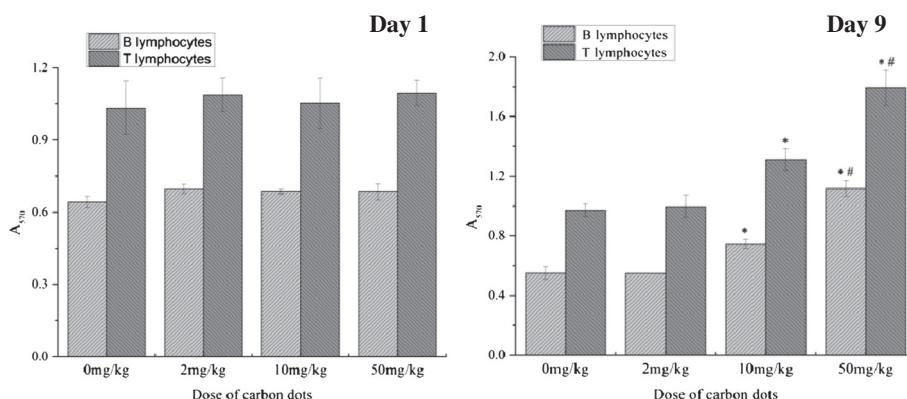 Day 1
B lymphocytes
T lymphocytes
1.2
0.9
0.6
0.3
0.0
A570
0mg/kg 2mg/kg 10mg/kg 50mg/kg
Dose of carbon dots
Day 9
B lymphocytes
T lymphocytes
2.0
1.6
1.2
0.8
0.4
0.0
A570
* * * # * #
0mg/kg 2mg/kg 10mg/kg 50mg/kg
Dose of carbon dots